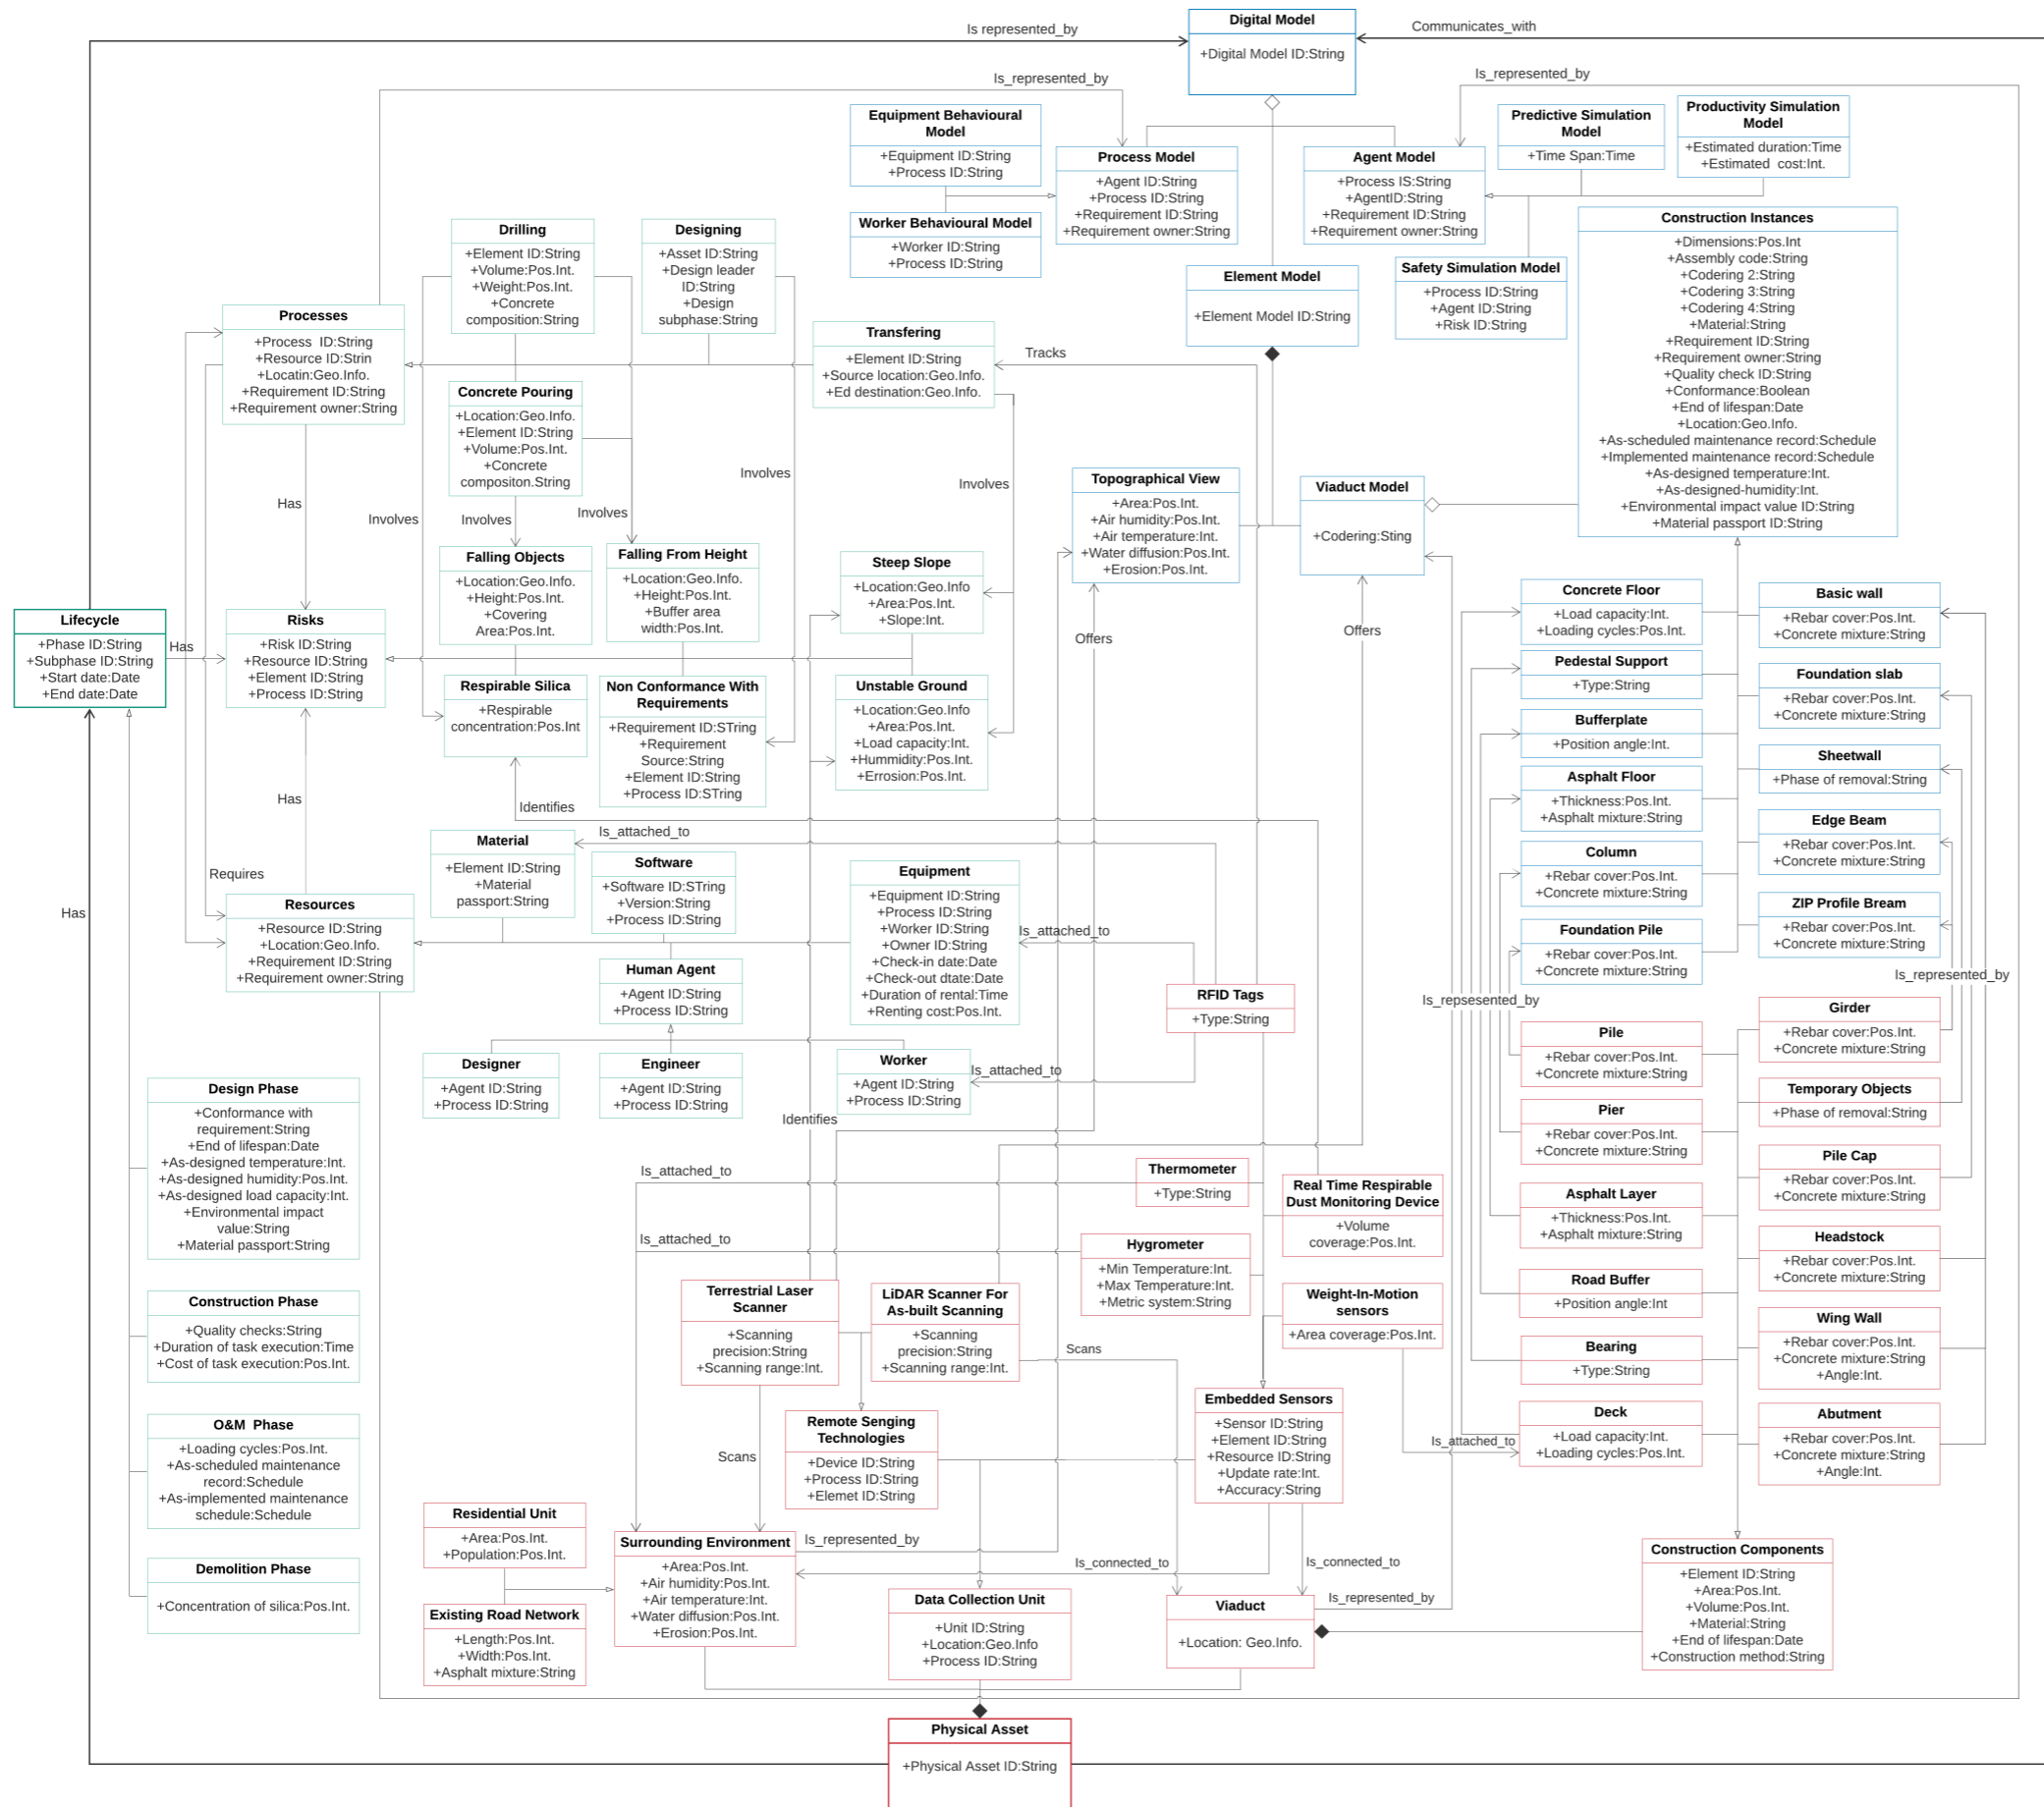 Digital Model
+Digital Model ID:String
Is represented_by
Communicates_with
Is_represented_by
Is_represented_by
Equipment Behavioural
Model
+Equipment ID:String
+Process ID:String
Worker Behavioural Model
+Worker ID:String
+Process ID:String
Process Model
+Agent ID:String
+Process ID:String
+Requirement ID:String
+Requirement owner:String
Agent Model
+Process IS:String
+AgentID:String
+Requirement ID:String
+Requirement owner:String
Predictive Simulation
Model
+Time Span:Time
Productivity Simulation
Model
+Estimated duration:Time
+Estimated cost:Int.
Safety Simulation Model
+Process ID:String
+Agent ID:String
+Risk ID:String
Element Model
+Element Model ID:String
Construction Instances
+Dimensions:Pos.Int
+Assembly code:String
+Codering 2:String
+Codering 3:String
+Codering 4:String
+Material:String
+Requirement ID:String
+Requirement owner:String
+Quality check ID:String
+Conformance:Boolean
+End of lifespan:Date
+Location:Geo.Info.
+As-scheduled maintenance record:Schedule
+Implemented maintenance record:Schedule
+As-designed temperature:Int.
+As-designed-humidity:Int.
+Environmental impact value ID:String
+Material passport ID:String
Drilling
+Element ID:String
+Volume:Pos.Int.
+Weight:Pos.Int.
+Concrete
composition:String
Designing
+Asset ID:String
+Design leader
ID:String
+Design
subphase:String
Processes
+Process ID:String
+Resource ID:Strin
+Locatin:Geo.Info.
+Requirement ID:String
+Requirement owner:String
Transfering
+Element ID:String
+Source location:Geo.Info.
+Ed destination:Geo.Info.
Tracks
Concrete Pouring
+Location:Geo.Info.
+Element ID:String
+Volume:Pos.Int.
+Concrete
compositon.String
Involves
Involves
Has
Involves
Involves
Involves
Topographical View
+Area:Pos.Int.
+Air humidity:Pos.Int.
+Air temperature:Int.
+Water diffusion:Pos.Int.
+Erosion:Pos.Int.
Viaduct Model
+Codering:Sting
Falling Objects
+Location:Geo.Info.
+Height:Pos.Int.
+Covering
Area:Pos.Int.
Falling From Height
+Location:Geo.Info.
+Height:Pos.Int.
+Buffer area
width:Pos.Int.
Steep Slope
+Location:Geo.Info
+Area:Pos.Int.
+Slope:Int.
Offers
Offers
Lifecycle
+Phase ID:String
+Subphase ID:String
+Start date:Date
+End date:Date
Has
Risks
+Risk ID:String
+Resource ID:String
+Element ID:String
+Process ID:String
Respirable Silica
+Respirable
concentration:Pos.Int
Non Conformance With
Requirements
+Requirement ID:STring
+Requirement
Source:String
+Element ID:String
+Process ID:STring
Unstable Ground
+Location:Geo.Info
+Area:Pos.Int.
+Load capacity:Int.
+Hummidity:Pos.Int.
+Errosion:Pos.Int.
Concrete Floor
+Load capacity:Int.
+Loading cycles:Pos.Int.
Pedestal Support
+Type:String
Bufferplate
+Position angle:Int.
Asphalt Floor
+Thickness:Pos.Int.
+Asphalt mixture:String
Column
+Rebar cover:Pos.Int.
+Concrete mixture:String
Foundation Pile
+Rebar cover:Pos.Int.
+Concrete mixture:String
Basic wall
+Rebar cover:Pos.Int.
+Concrete mixture:String
Foundation slab
+Rebar cover:Pos.Int.
+Concrete mixture:String
Sheetwall
+Phase of removal:String
Edge Beam
+Rebar cover:Pos.Int.
+Concrete mixture:String
ZIP Profile Bream
+Rebar cover:Pos.Int.
+Concrete mixture:String
Is_represented_by
Is_repsesented_by
Has
Identifies
Requires
Material
+Element ID:String
+Material
passport:String
Is_attached_to
Software
+Software ID:STring
+Version:String
+Process ID:String
Equipment
+Equipment ID:String
+Process ID:String
+Worker ID:String
+Owner ID:String
+Check-in date:Date
+Check-out dtate:Date
+Duration of rental:Time
+Renting cost:Pos.Int.
Is_attached_to
Resources
+Resource ID:String
+Location:Geo.Info.
+Requirement ID:String
+Requirement owner:String
Has
Human Agent
+Agent ID:String
+Process ID:String
RFID Tags
+Type:String
Designer
+Agent ID:String
+Process ID:String
Engineer
+Agent ID:String
+Process ID:String
Worker
+Agent ID:String
+Process ID:String
Is_attached_to
Identifies
Design Phase
+Conformance with
requirement:String
+End of lifespan:Date
+As-designed temperature:Int.
+As-designed humidity:Pos.Int.
+As-designed load capacity:Int.
+Environmental impact
value:String
+Material passport:String
Construction Phase
+Quality checks:String
+Duration of task execution:Time
+Cost of task execution:Pos.Int.
O&M Phase
+Loading cycles:Pos.Int.
+As-scheduled maintenance
record:Schedule
+As-implemented maintenance
schedule:Schedule
Demolition Phase
+Concentration of silica:Pos.Int.
Is_attached_to
Is_attached_to
Thermometer
+Type:String
Real Time Respirable
Dust Monitoring Device
+Volume
coverage:Pos.Int.
Hygrometer
+Min Temperature:Int.
+Max Temperature:Int.
+Metric system:String
Terrestrial Laser
Scanner
+Scanning
precision:String
+Scanning range:Int.
LiDAR Scanner For
As-built Scanning
+Scanning
precision:String
+Scanning range:Int.
Scans
Scans
Weight-In-Motion
sensors
+Area coverage:Pos.Int.
Embedded Sensors
+Sensor ID:String
+Element ID:String
+Resource ID:String
+Update rate:Int.
+Accuracy:String
Remote Senging
Technologies
+Device ID:String
+Process ID:String
+Elemet ID:String
Is_attached_to
Pile
+Rebar cover:Pos.Int.
+Concrete mixture:String
Pier
+Rebar cover:Pos.Int.
+Concrete mixture:String
Asphalt Layer
+Thickness:Pos.Int.
+Asphalt mixture:String
Road Buffer
+Position angle:Int
Bearing
+Type:String
Deck
+Load capacity:Int.
+Loading cycles:Pos.Int.
Girder
+Rebar cover:Pos.Int.
+Concrete mixture:String
Temporary Objects
+Phase of removal:String
Pile Cap
+Rebar cover:Pos.Int.
+Concrete mixture:String
Headstock
+Rebar cover:Pos.Int.
+Concrete mixture:String
Wing Wall
+Rebar cover:Pos.Int.
+Concrete mixture:String
+Angle:Int.
Abutment
+Rebar cover:Pos.Int.
+Concrete mixture:String
+Angle:Int.
Residential Unit
+Area:Pos.Int.
+Population:Pos.Int.
Existing Road Network
+Length:Pos.Int.
+Width:Pos.Int.
+Asphalt mixture:String
Surrounding Environment
+Area:Pos.Int.
+Air humidity:Pos.Int.
+Air temperature:Int.
+Water diffusion:Pos.Int.
+Erosion:Pos.Int.
Is_represented_by
Is_connected_to
Is_connected_to
Data Collection Unit
+Unit ID:String
+Location:Geo.Info
+Process ID:String
Viaduct
+Location: Geo.Info.
Is_represented_by
Construction Components
+Element ID:String
+Area:Pos.Int.
+Volume:Pos.Int.
+Material:String
+End of lifespan:Date
+Construction method:String
Physical Asset
+Physical Asset ID:String